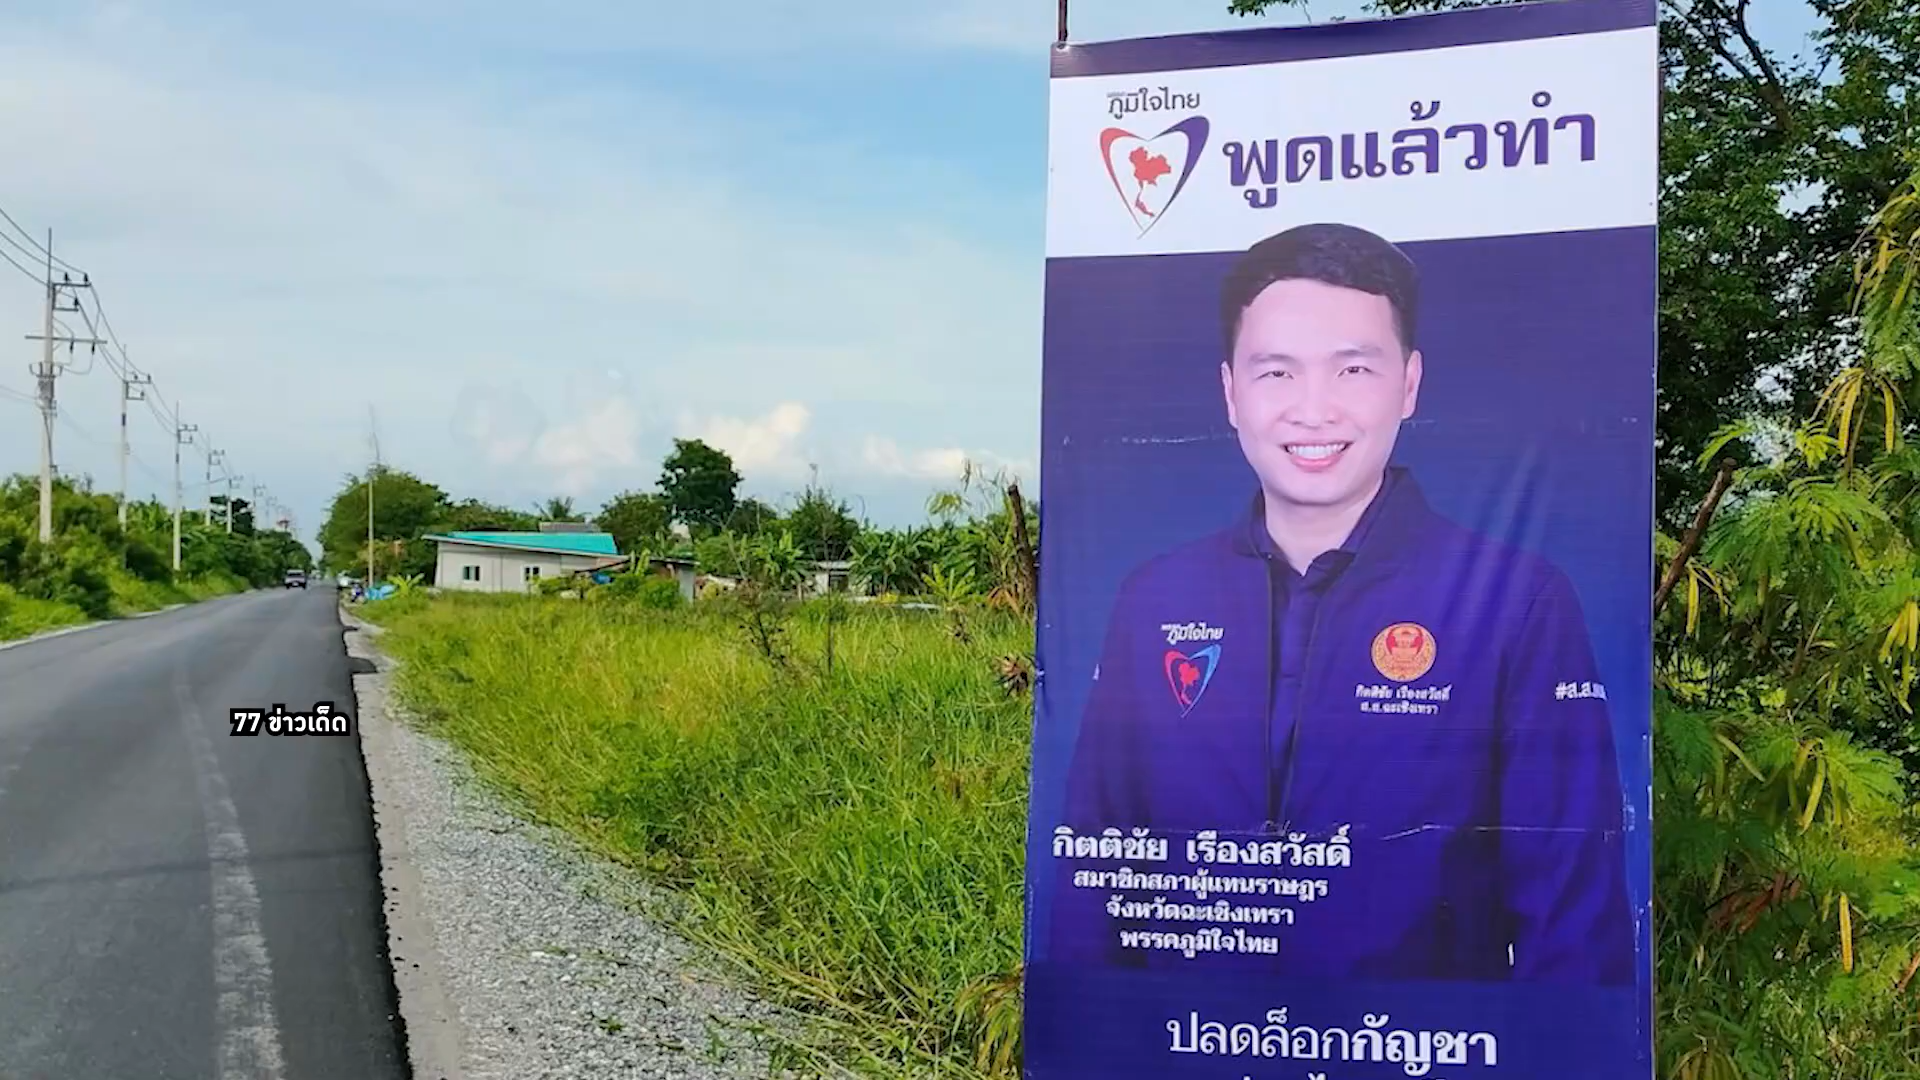 ภูมิใจไทย
พูดแล้วทำ
ภูมิใจไทย
กิตติชัย เรืองสวัสดิ์
ส.ส.ฉะเชิงเทรา
77 ข่าวเด็ด
กิตติชัย เรืองสวัสดิ์
สมาชิกสภาผู้แทนราษฎร
จังหวัดฉะเชิงเทรา
พรรคภูมิใจไทย
ปลดล็อกกัญชา